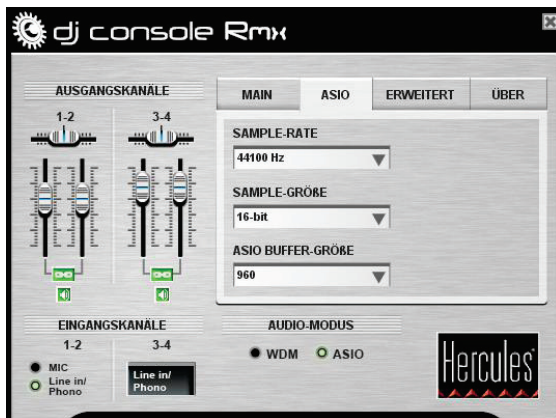 dj console Rmx
AUSGANGSKANÄLE
1-2
3-4
MAIN
ASIO
ERWEITERT
ÜBER
SAMPLE-RATE
44100 Hz
SAMPLE-GRÖßE
16-bit
ASIO BUFFER-GRÖßE
960
EINGANGSKANÄLE
1-2
3-4
MIC
Line in/
Phono
Line in/
Phono
AUDIO-MODUS
WDM
ASIO
Hercules